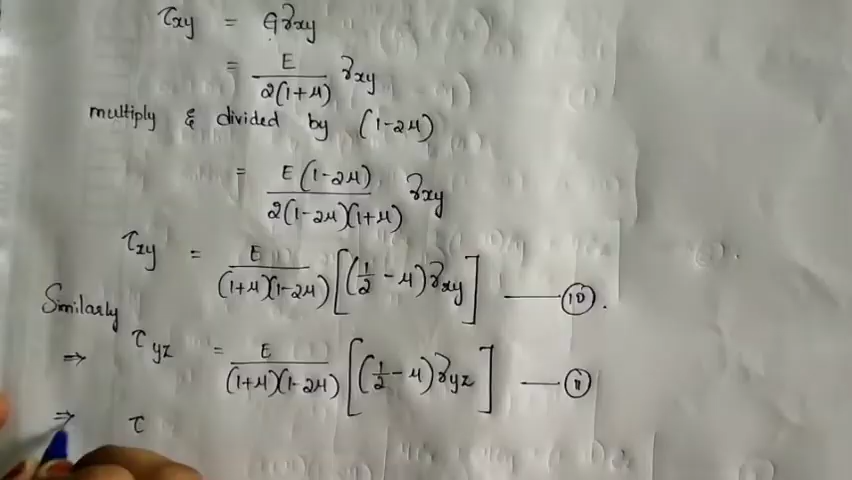 τxy = Gγxy
= E / 2(1+μ) γxy
multiply & divided by (1-2μ)
= E(1-2μ) / 2(1-2μ)(1+μ) γxy
τxy = E / (1+μ)(1-2μ) [(1/2 - μ)γxy] —— (10).
Similarly
⇒ τyz = E / (1+μ)(1-2μ) [(1/2 - μ)γyz] —— (11)
⇒ τ